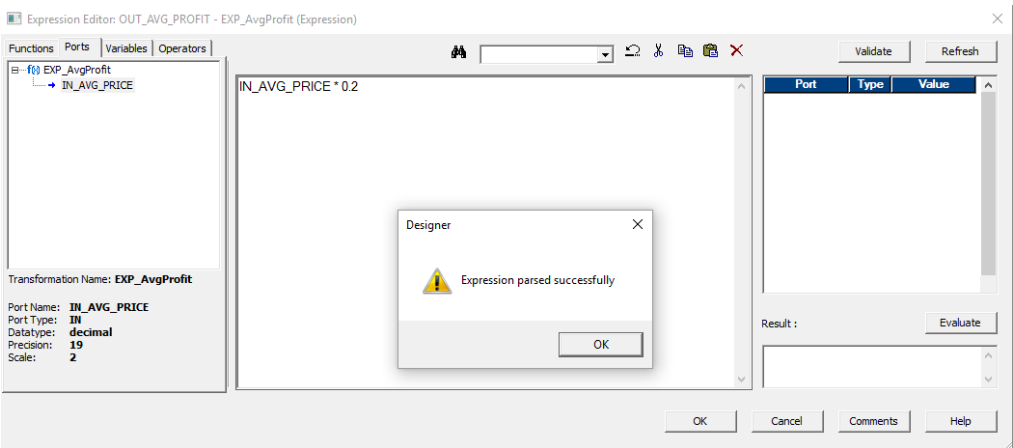 Expression Editor: OUT_AVG_PROFIT - EXP_AvgProfit (Expression)
Functions Ports Variables Operators
Validate Refresh
f(x) EXP_AvgProfit
IN_AVG_PRICE
IN_AVG_PRICE * 0.2
Port Type Value
Designer
Expression parsed successfully
OK
Transformation Name: EXP_AvgProfit
Port Name: IN_AVG_PRICE
Port Type: IN
Datatype: decimal
Precision: 19
Scale: 2
Result :
Evaluate
OK Cancel Comments Help